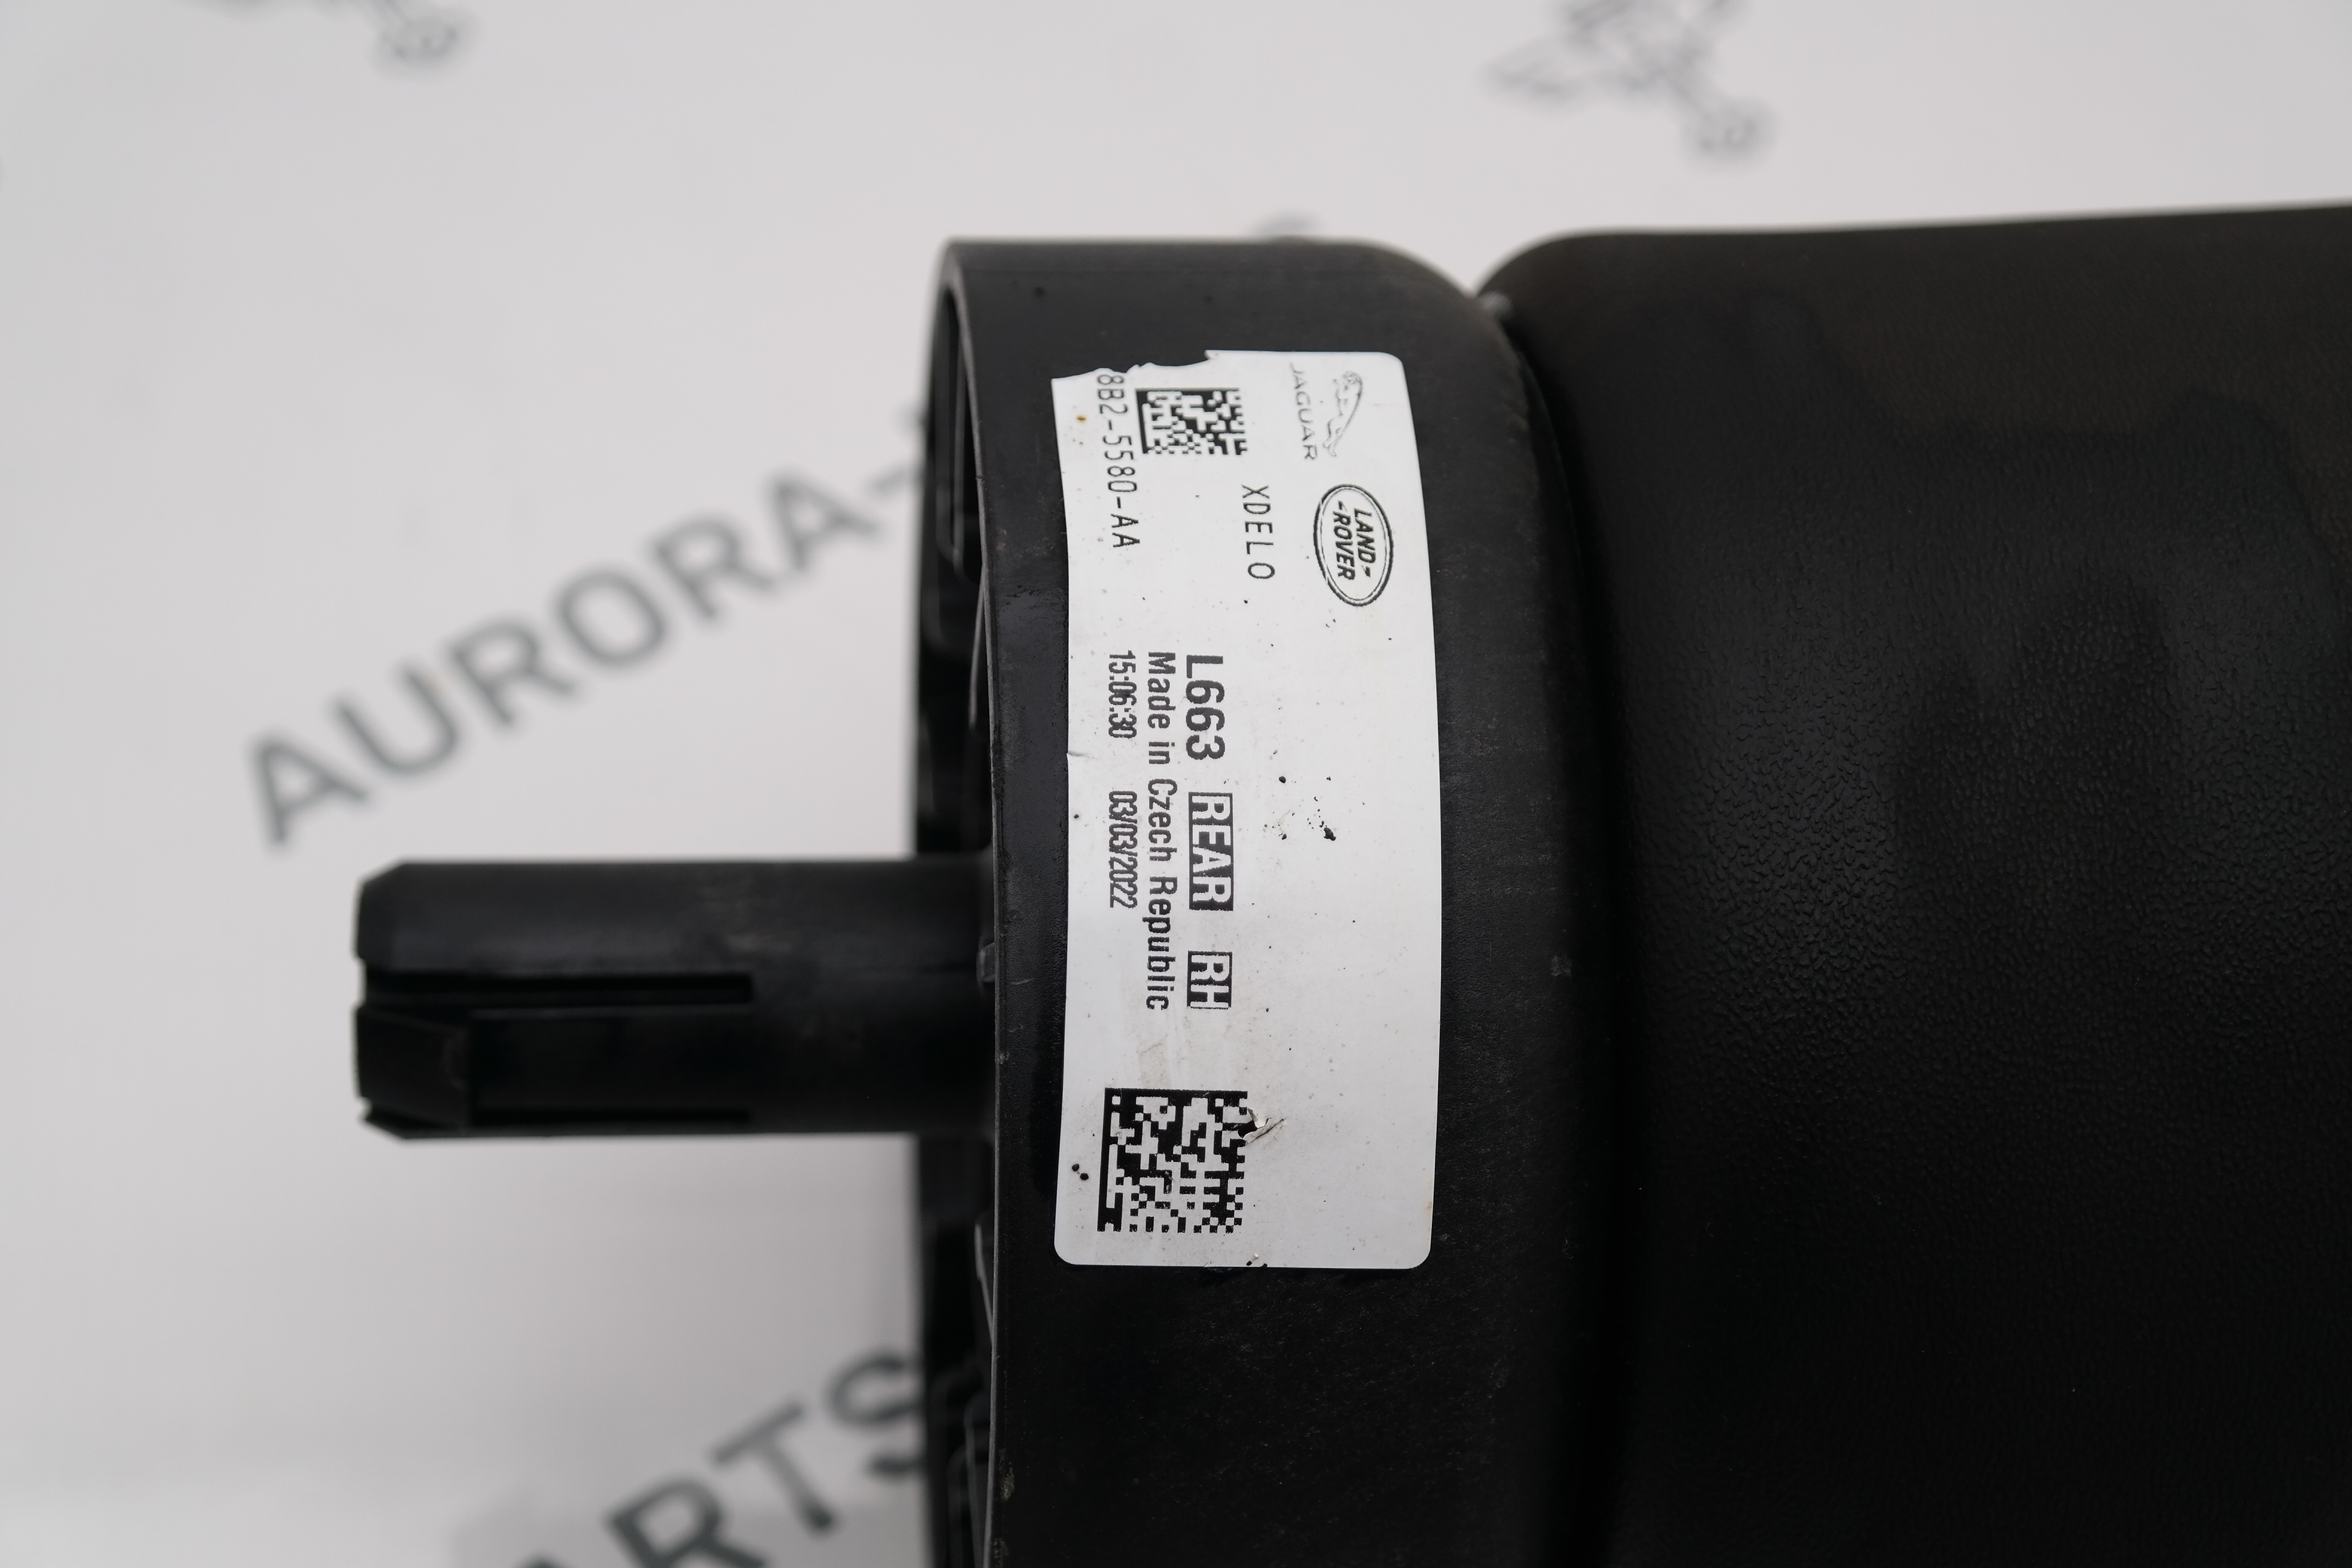 JAGUAR
LAND-
-ROVER
XDELO
8B2-5580-AA
L663 REAR RH
Made in Czech Republic
15:06:30 03/03/2022
AURORA-
ARTS